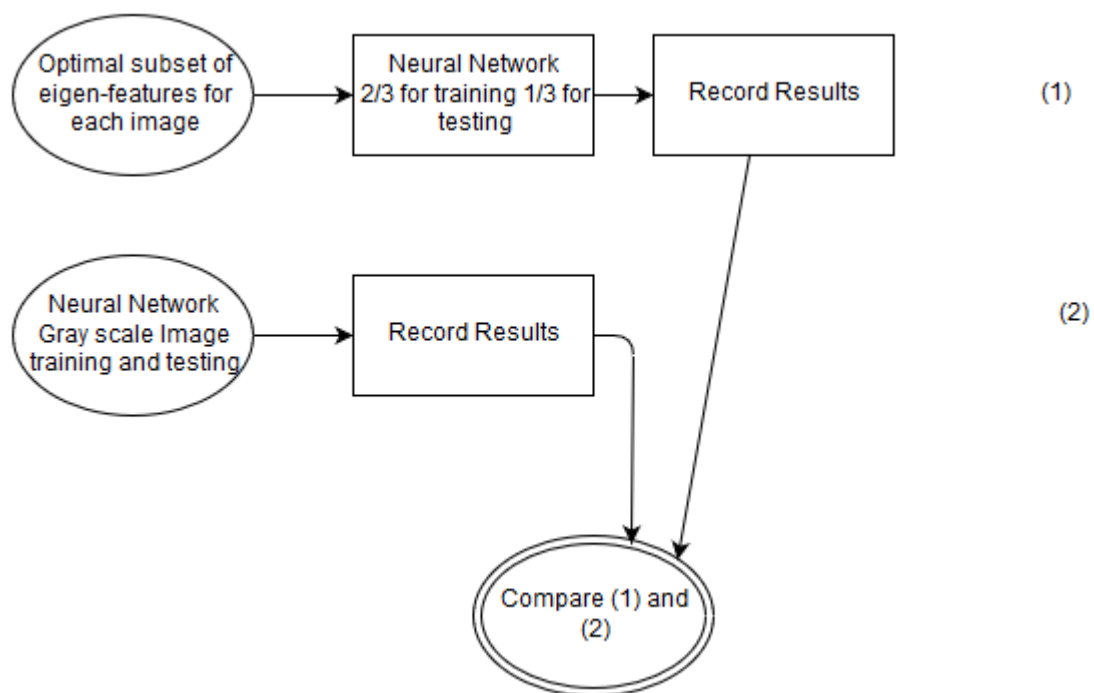 Optimal subset of
eigen-features for
each image
Neural Network
2/3 for training 1/3 for
testing
Record Results
(1)
Neural Network
Gray scale Image
training and testing
Record Results
(2)
Compare (1) and
(2)